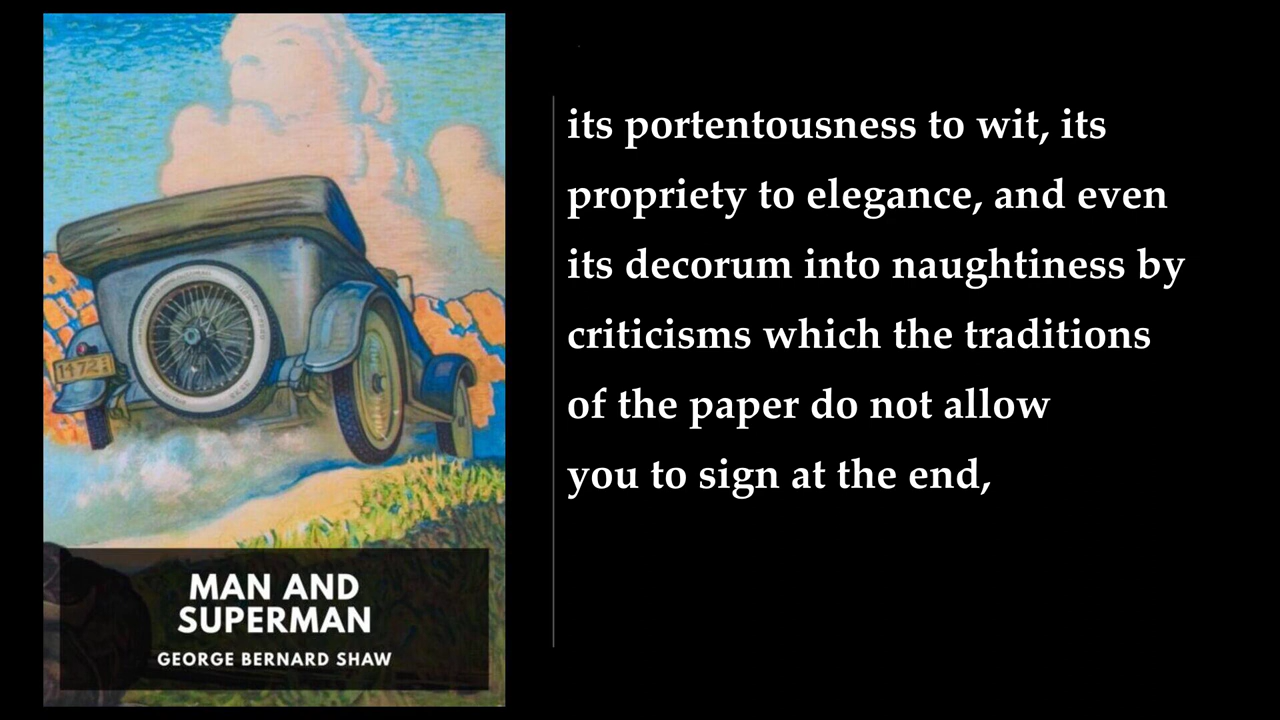 its portentousness to wit, its
propriety to elegance, and even
its decorum into naughtiness by
criticisms which the traditions
of the paper do not allow
you to sign at the end,
1472
MAN AND
SUPERMAN
GEORGE BERNARD SHAW